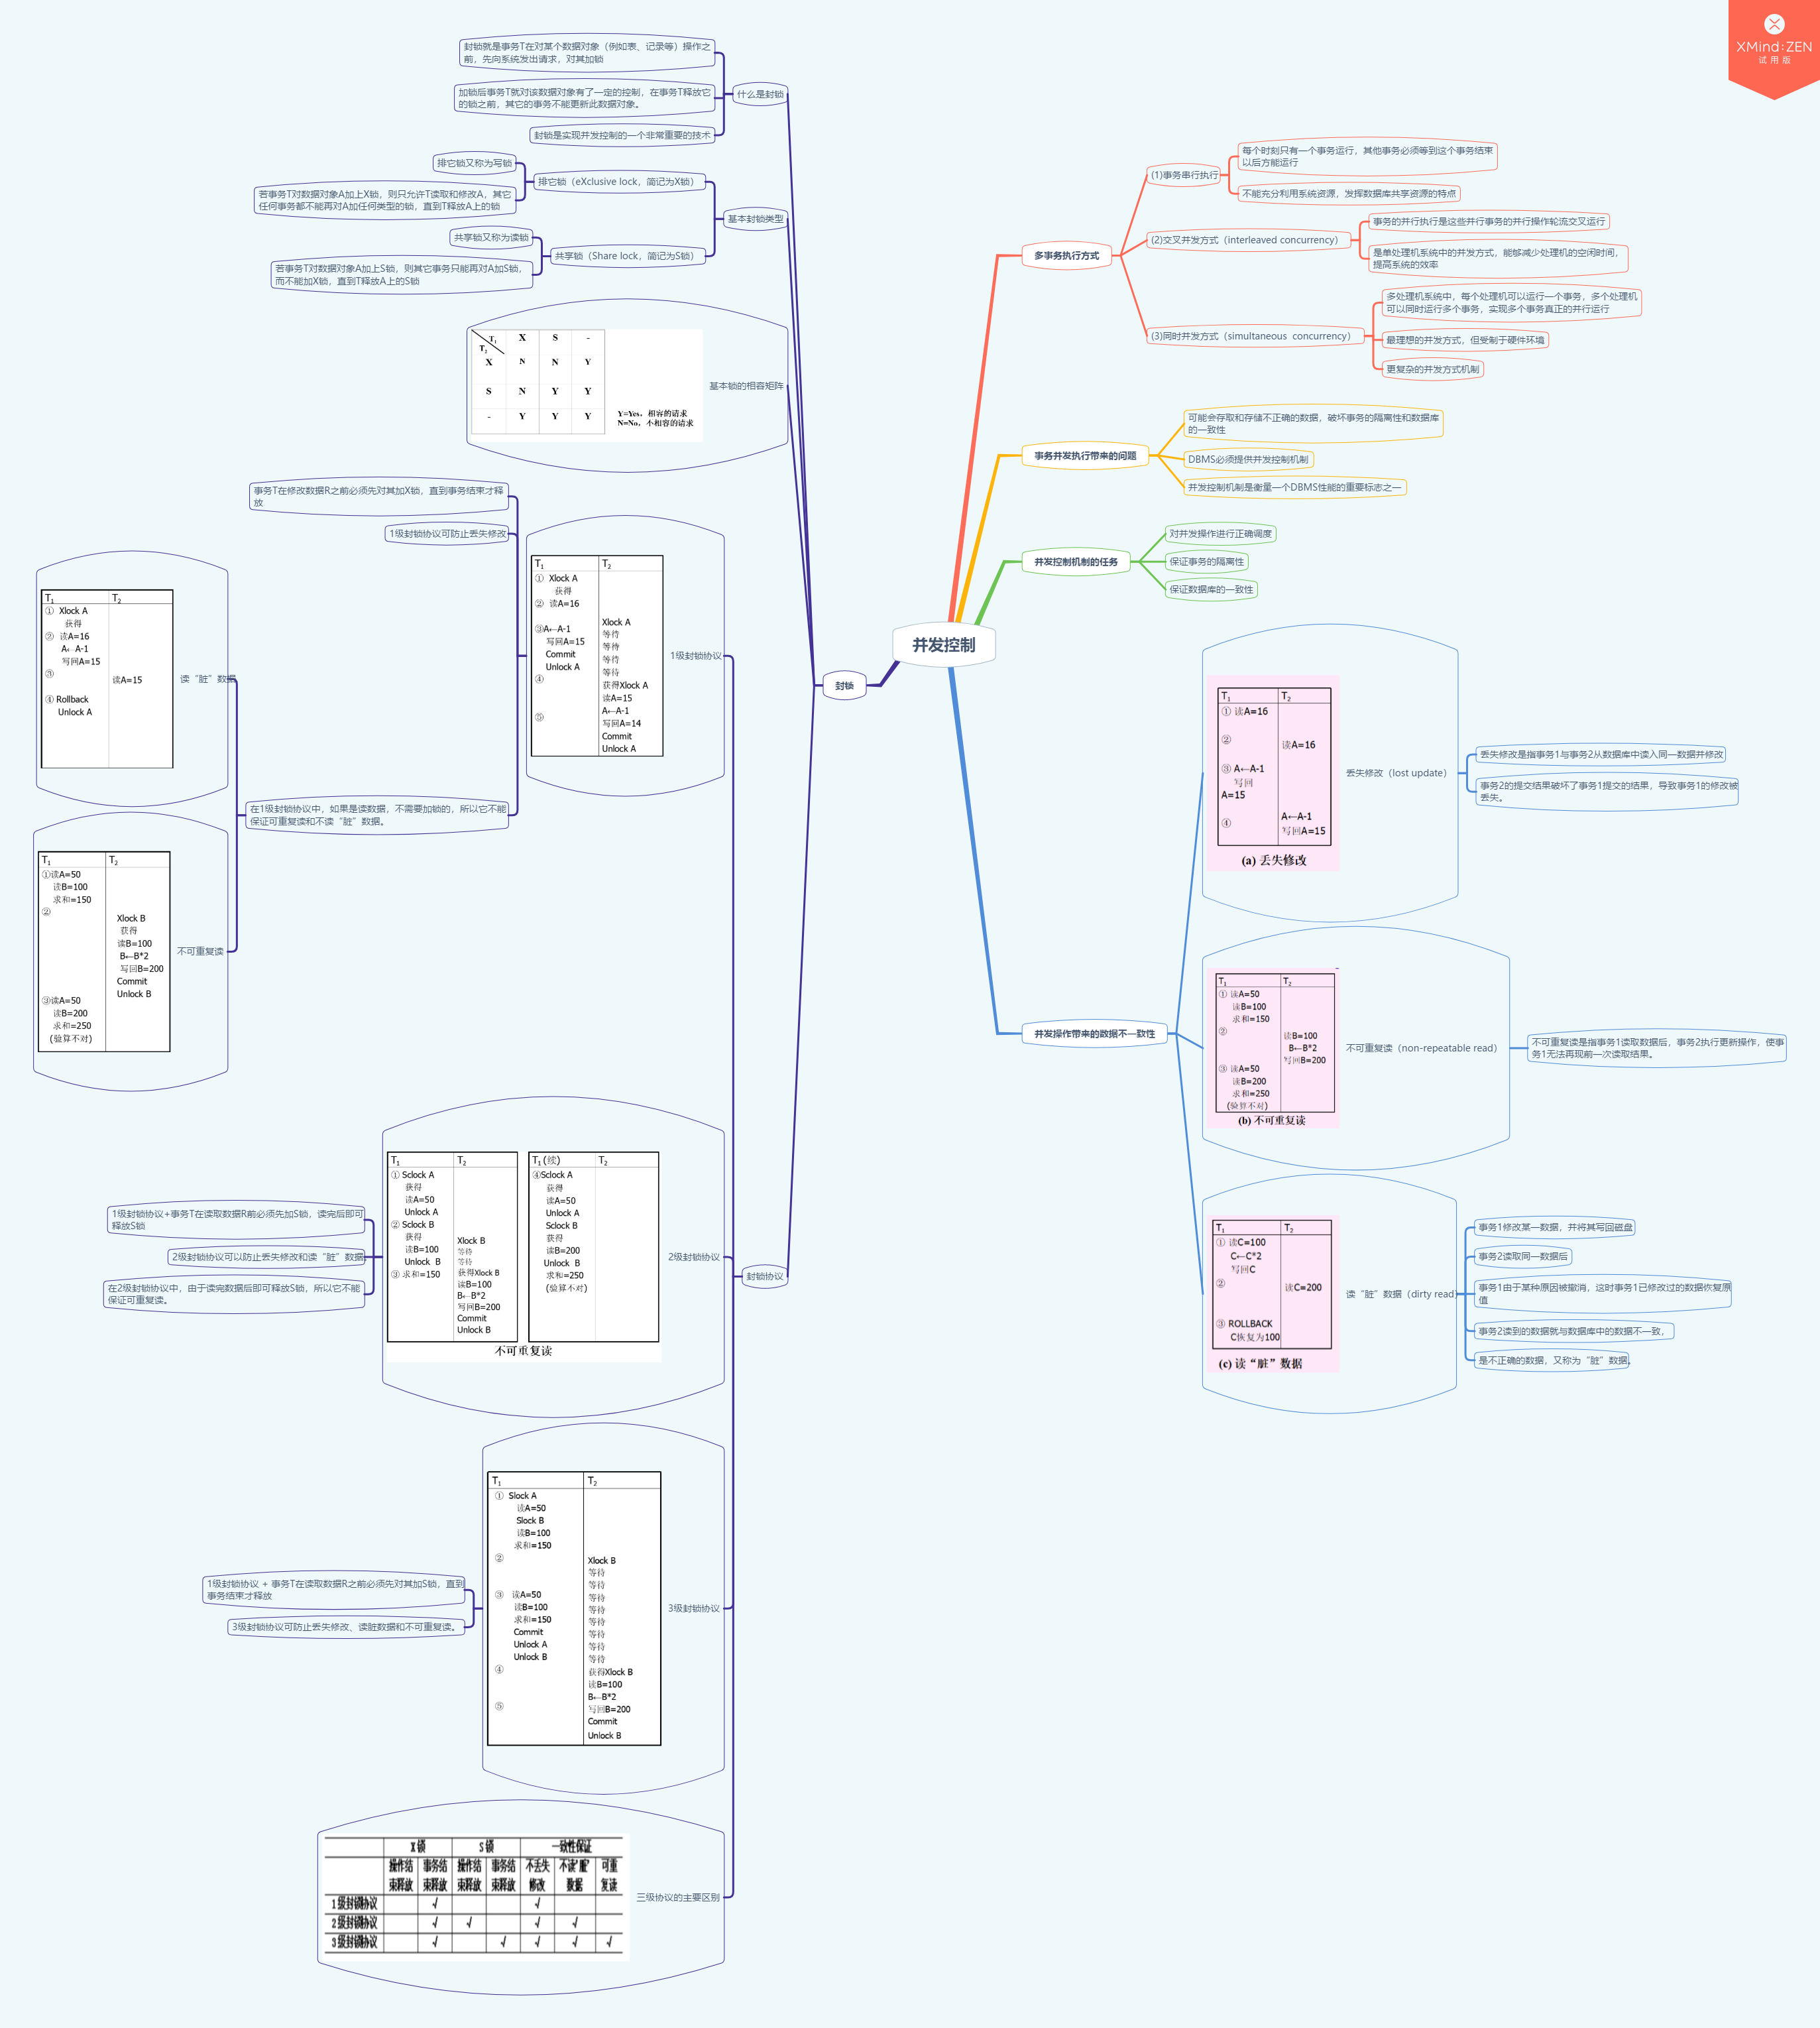 XMind:ZEN
试用版
并发控制
多事务执行方式
(1)事务串行执行
每个时刻只有一个事务运行，其他事务必须等到这个事务结束
以后方能运行
不能充分利用系统资源，发挥数据库共享资源的特点
(2)交叉并发方式（interleaved concurrency）
事务的并行执行是这些并行事务的并行操作轮流交叉运行
是单处理机系统中的并发方式，能够减少处理机的空闲时间，
提高系统的效率
(3)同时并发方式（simultaneous concurrency）
多处理机系统中，每个处理机可以运行一个事务，多个处理机
可以同时运行多个事务，实现多个事务真正的并行运行
最理想的并发方式，但受制于硬件环境
更复杂的并发方式机制
事务并发执行带来的问题
可能会存取和存储不正确的数据，破坏事务的隔离性和数据库
的一致性
DBMS必须提供并发控制机制
并发控制机制是衡量一个DBMS性能的重要标志之一
并发控制机制的任务
对并发操作进行正确调度
保证事务的隔离性
保证数据库的一致性
并发操作带来的数据不一致性
T1 T2
① 读A=16
②
读A=16
③ A←A-1
写回
A=15
④
A←A-1
写回A=15
(a) 丢失修改
丢失修改（lost update）
丢失修改是指事务1与事务2从数据库中读入同一数据并修改
事务2的提交结果破坏了事务1提交的结果，导致事务1的修改被
丢失。
T1 T2
① 读A=50
读B=100
求和=150
②
读B=100
B←B*2
写回B=200
③ 读A=50
读B=200
求和=250
(验算不对)
(b) 不可重复读
不可重复读（non-repeatable read）
不可重复读是指事务1读取数据后，事务2执行更新操作，使事
务1无法再现前一次读取结果。
T1 T2
① 读C=100
C←C*2
写回C
②
读C=200
③ ROLLBACK
C恢复为100
(c) 读“脏”数据
读“脏”数据（dirty read）
事务1修改某一数据，并将其写回磁盘
事务2读取同一数据后
事务1由于某种原因被撤消，这时事务1已修改过的数据恢复原
值
事务2读到的数据就与数据库中的数据不一致，
是不正确的数据，又称为“脏”数据。
封锁
什么是封锁
封锁就是事务T在对某个数据对象（例如表、记录等）操作之
前，先向系统发出请求，对其加锁
加锁后事务T就对该数据对象有了一定的控制，在事务T释放它
的锁之前，其它的事务不能更新此数据对象。
封锁是实现并发控制的一个非常重要的技术
基本封锁类型
排它锁（eXclusive lock，简记为X锁）
排它锁又称为写锁
若事务T对数据对象A加上X锁，则只允许T读取和修改A，其它
任何事务都不能再对A加任何类型的锁，直到T释放A上的锁
共享锁（Share lock，简记为S锁）
共享锁又称为读锁
若事务T对数据对象A加上S锁，则其它事务只能再对A加S锁，
而不能加X锁，直到T释放A上的S锁
基本锁的相容矩阵
T1 X S -
T2
X N N Y
S N Y Y
- Y Y Y
Y=Yes，相容的请求
N=No，不相容的请求
封锁协议
1级封锁协议
T1 T2
① Xlock A
获得
② 读A=16
Xlock A
③A←A-1
等待
写回A=15
等待
Commit
等待
Unlock A
等待
④
获得Xlock A
读A=15
A←A-1
⑤
写回A=14
Commit
Unlock A
事务T在修改数据R之前必须先对其加X锁，直到事务结束才释
放
1级封锁协议可防止丢失修改
在1级封锁协议中，如果是读数据，不需要加锁的，所以它不能
保证可重复读和不读“脏”数据。
读“脏”数据
T1 T2
① Xlock A
获得
② 读A=16
A←A-1
写回A=15
③
读A=15
④ Rollback
Unlock A
不可重复读
T1 T2
①读A=50
读B=100
求和=150
②
Xlock B
获得
读B=100
B←B*2
写回B=200
Commit
Unlock B
③读A=50
读B=200
求和=250
(验算不对)
2级封锁协议
T1 T2
① Sclock A
获得
读A=50
Unlock A
② Sclock B
获得
Xlock B
读B=100
等待
Unlock B
等待
③ 求和=150
获得Xlock B
读B=100
B←B*2
写回B=200
Commit
Unlock B
T1(续) T2
④Sclock A
获得
读A=50
Unlock A
Sclock B
获得
读B=200
Unlock B
求和=250
(验算不对)
不可重复读
1级封锁协议+事务T在读取数据R前必须先加S锁，读完后即可
释放S锁
2级封锁协议可以防止丢失修改和读“脏”数据
在2级封锁协议中，由于读完数据后即可释放S锁，所以它不能
保证可重复读。
3级封锁协议
T1 T2
① Slock A
读A=50
Slock B
读B=100
求和=150
②
Xlock B
等待
等待
③ 读A=50
等待
读B=100
等待
求和=150
等待
Commit
等待
Unlock A
等待
Unlock B
等待
④
获得Xlock B
读B=100
B←B*2
⑤
写回B=200
Commit
Unlock B
1级封锁协议 + 事务T在读取数据R之前必须先对其加S锁，直到
事务结束才释放
3级封锁协议可防止丢失修改、读脏数据和不可重复读。
三级协议的主要区别
X 锁 S 锁 一致性保证
操作结 事务结 操作结 事务结 不丢失 不读“脏” 可重
束释放 束释放 束释放 束释放 修改 数据 复读
1级封锁协议 √ √
2级封锁协议 √ √ √ √
3级封锁协议 √ √ √ √ √